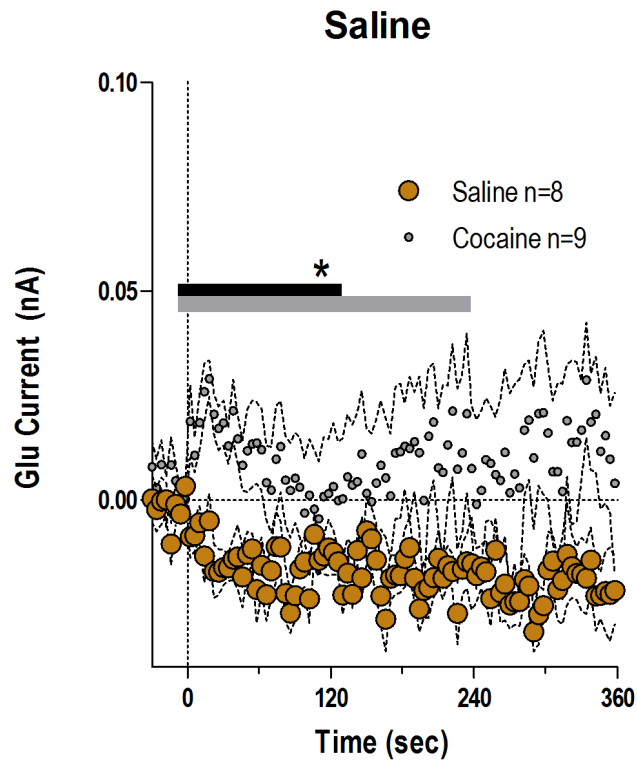 Saline
0.10
Saline n=8
Cocaine n=9
*
0.05
Glu Current (nA)
0.00
0
120
240
360
Time (sec)